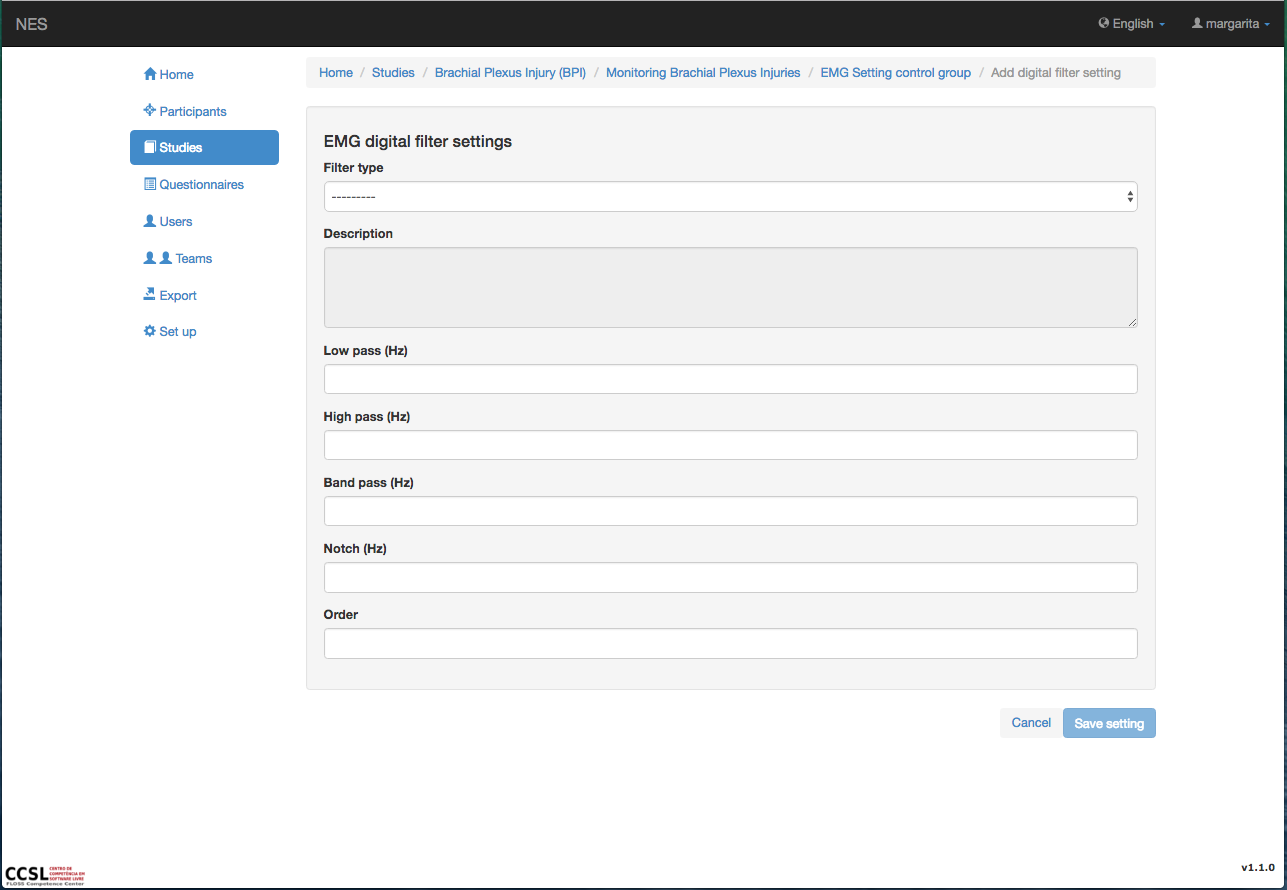 NES
English
margarita
Home
Participants
Studies
Questionnaires
Users
Teams
Export
Set up
Home / Studies / Brachial Plexus Injury (BPI) / Monitoring Brachial Plexus Injuries / EMG Setting control group / Add digital filter setting
EMG digital filter settings
Filter type
---------
Description
Low pass (Hz)
High pass (Hz)
Band pass (Hz)
Notch (Hz)
Order
Cancel
Save setting
CCSL
CENTRO DE
COMPETÊNCIA EM
SOFTWARE LIVRE
FLOSS Competence Center
v1.1.0